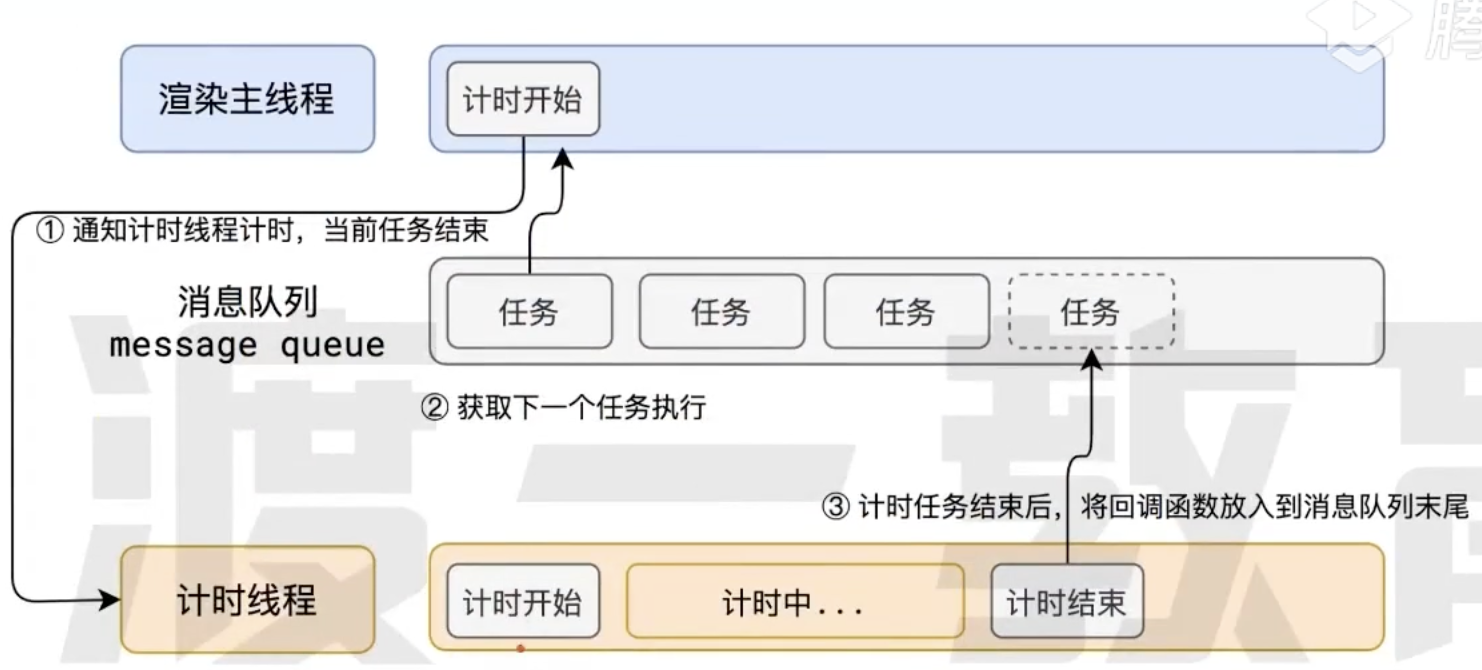 腾
渲染主线程
计时开始
① 通知计时线程计时，当前任务结束
消息队列
message queue
任务
任务
任务
任务
② 获取下一个任务执行
渡一教
③ 计时任务结束后，将回调函数放入到消息队列末尾
计时线程
计时开始
计时中...
计时结束